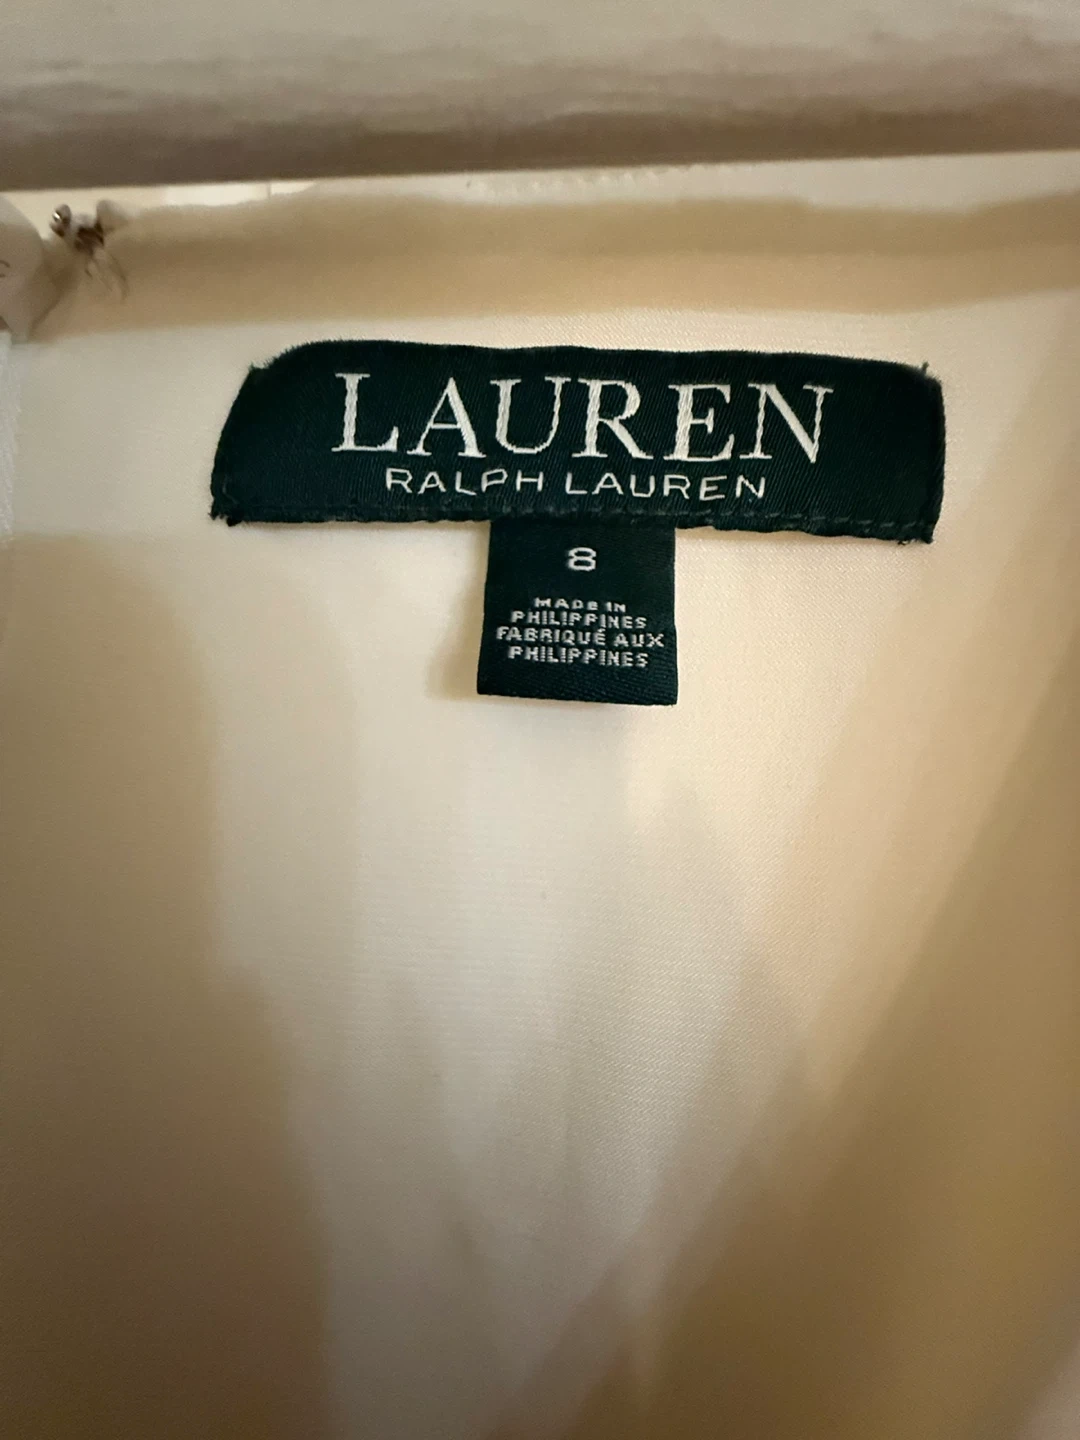 LAUREN
RALPH LAUREN
8
MADE IN
PHILIPPINES
FABRIQUÉ AUX
PHILIPPINES